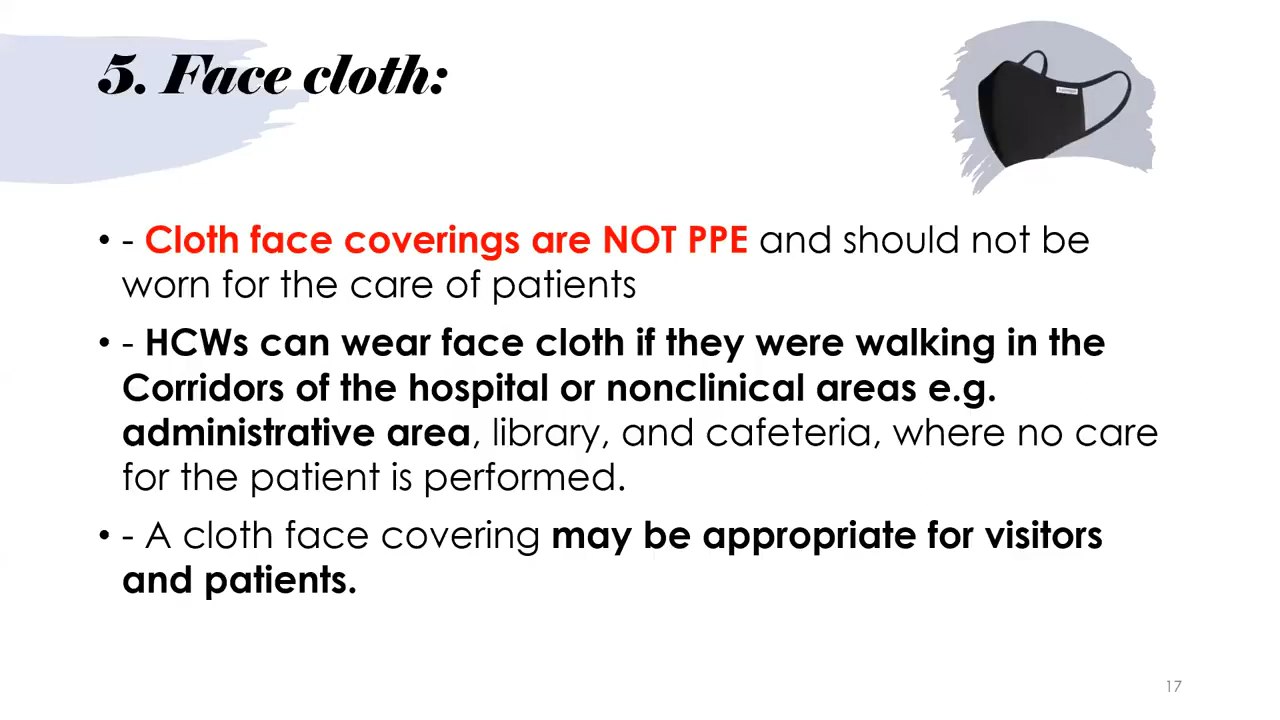 5. Face cloth:
• - Cloth face coverings are NOT PPE and should not be
worn for the care of patients
• - HCWs can wear face cloth if they were walking in the
Corridors of the hospital or nonclinical areas e.g.
administrative area, library, and cafeteria, where no care
for the patient is performed.
• - A cloth face covering may be appropriate for visitors
and patients.
17